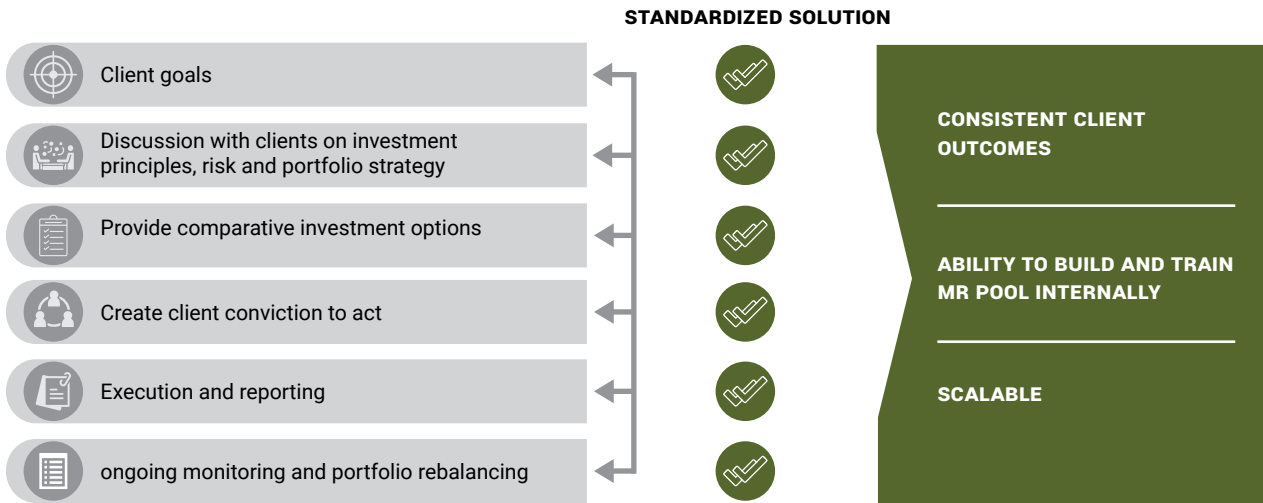 STANDARDIZED SOLUTION
Client goals
Discussion with clients on investment
principles, risk and portfolio strategy
Provide comparative investment options
Create client conviction to act
Execution and reporting
ongoing monitoring and portfolio rebalancing
CONSISTENT CLIENT
OUTCOMES
ABILITY TO BUILD AND TRAIN
MR POOL INTERNALLY
SCALABLE